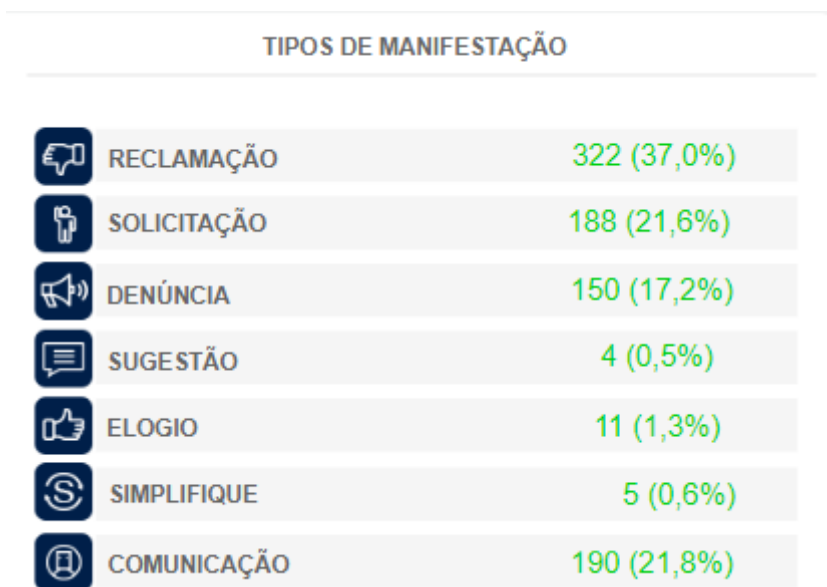 TIPOS DE MANIFESTAÇÃO
RECLAMAÇÃO 322 (37,0%)
SOLICITAÇÃO 188 (21,6%)
DENÚNCIA 150 (17,2%)
SUGESTÃO 4 (0,5%)
ELOGIO 11 (1,3%)
SIMPLIFIQUE 5 (0,6%)
COMUNICAÇÃO 190 (21,8%)